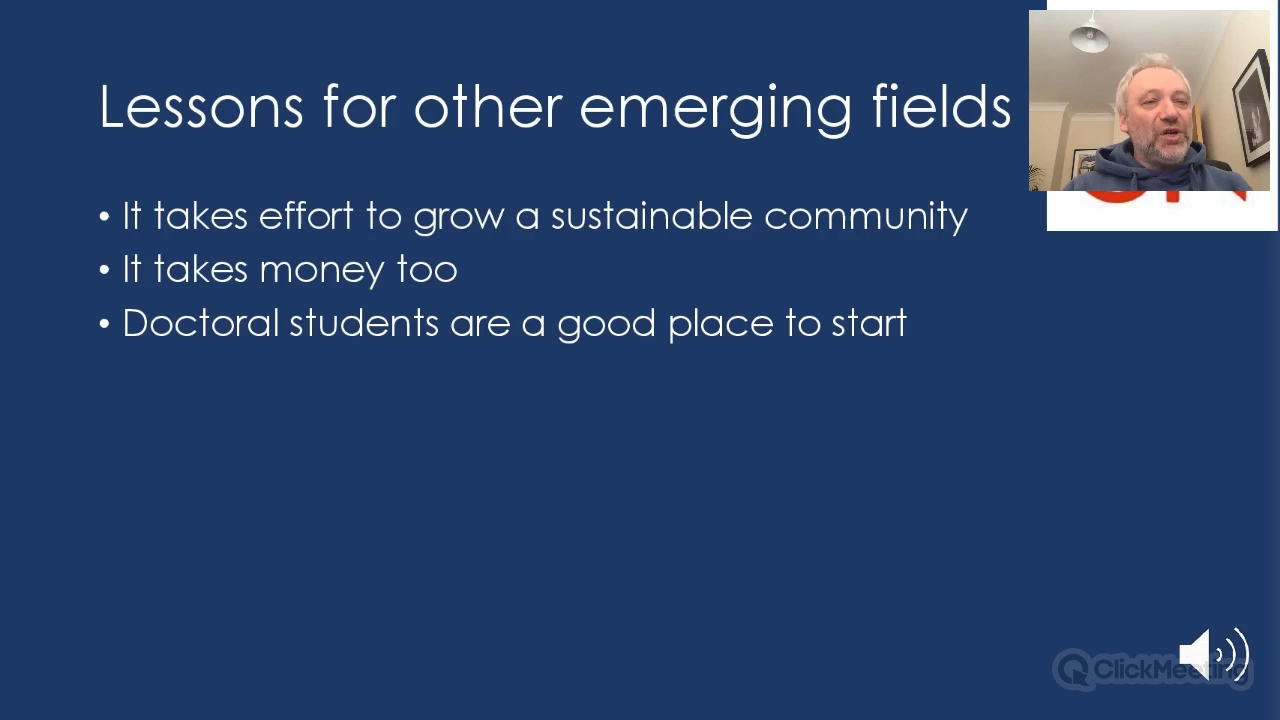 Lessons for other emerging fields
• It takes effort to grow a sustainable community
• It takes money too
• Doctoral students are a good place to start
ClickMeeting